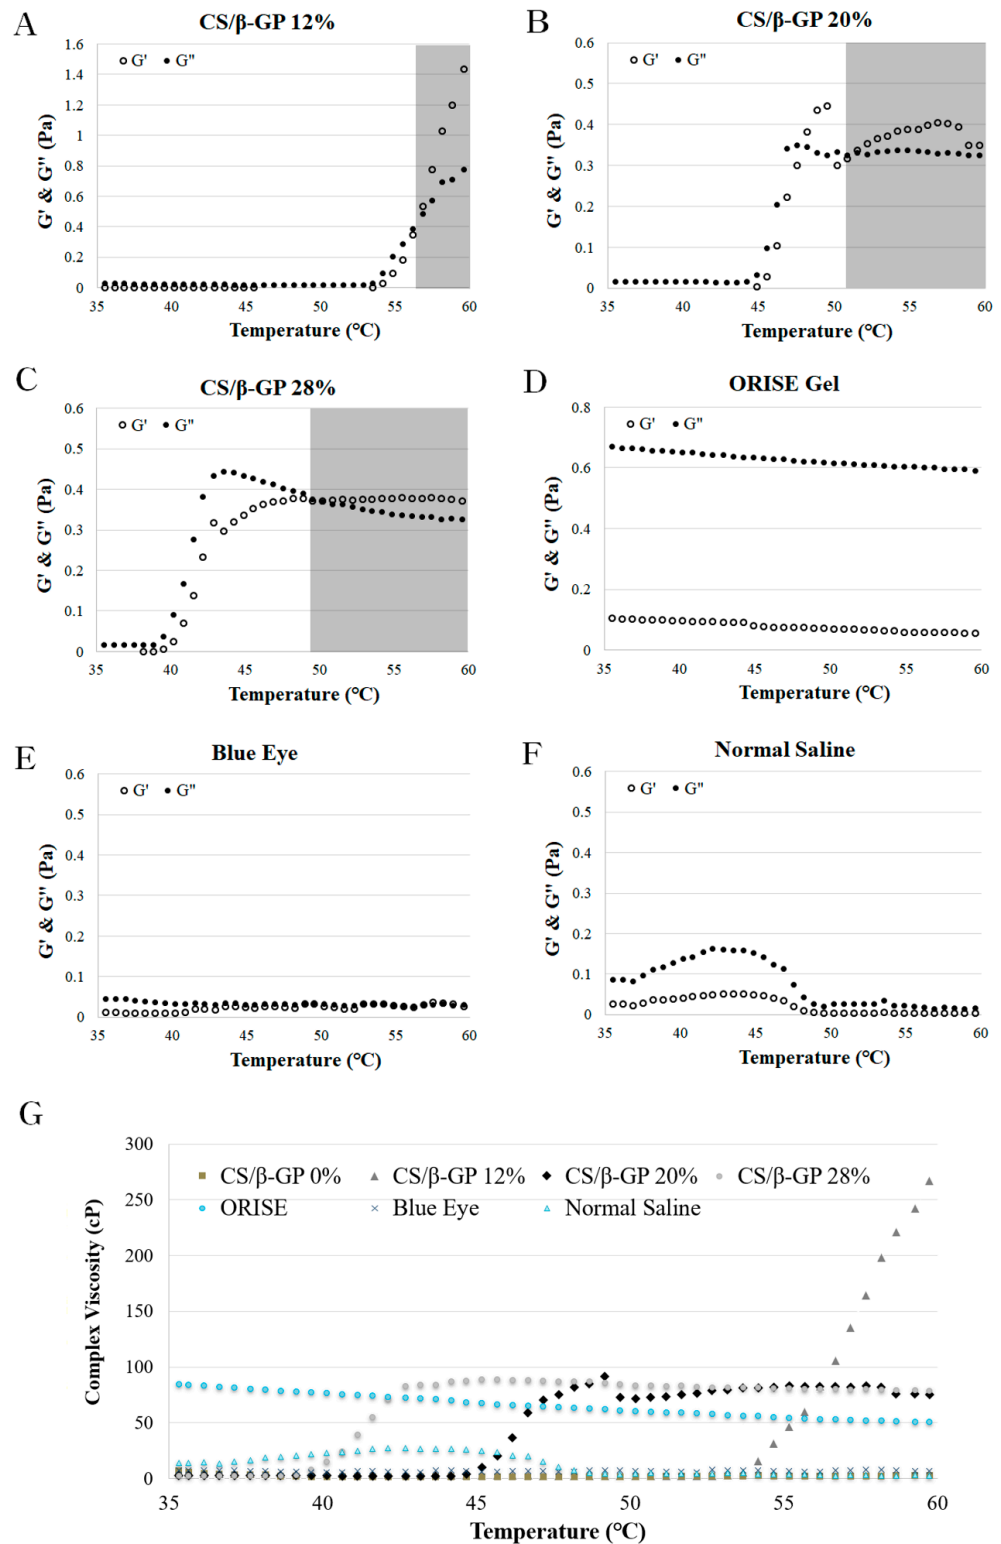 A
CS/β-GP 12%
G' & G" (Pa)
1.6
1.4
1.2
1
0.8
0.6
0.4
0.2
0
G' G"
35 40 45 50 55 60
Temperature (°C)
B
CS/β-GP 20%
G' & G" (Pa)
0.6
0.5
0.4
0.3
0.2
0.1
0
G' G"
35 40 45 50 55 60
Temperature (°C)
C
CS/β-GP 28%
G' & G" (Pa)
0.6
0.5
0.4
0.3
0.2
0.1
0
G' G"
35 40 45 50 55 60
Temperature (°C)
D
ORISE Gel
G' & G" (Pa)
0.8
0.6
0.4
0.2
0
G' G"
35 40 45 50 55 60
Temperature (°C)
E
Blue Eye
G' & G" (Pa)
0.6
0.5
0.4
0.3
0.2
0.1
0
G' G"
35 40 45 50 55 60
Temperature (°C)
F
Normal Saline
G' & G" (Pa)
0.6
0.5
0.4
0.3
0.2
0.1
0
G' G"
35 40 45 50 55 60
Temperature (°C)
G
Complex Viscosity (cP)
300
250
200
150
100
50
0
CS/β-GP 0% CS/β-GP 12% CS/β-GP 20% CS/β-GP 28%
ORISE Blue Eye Normal Saline
35 40 45 50 55 60
Temperature (°C)